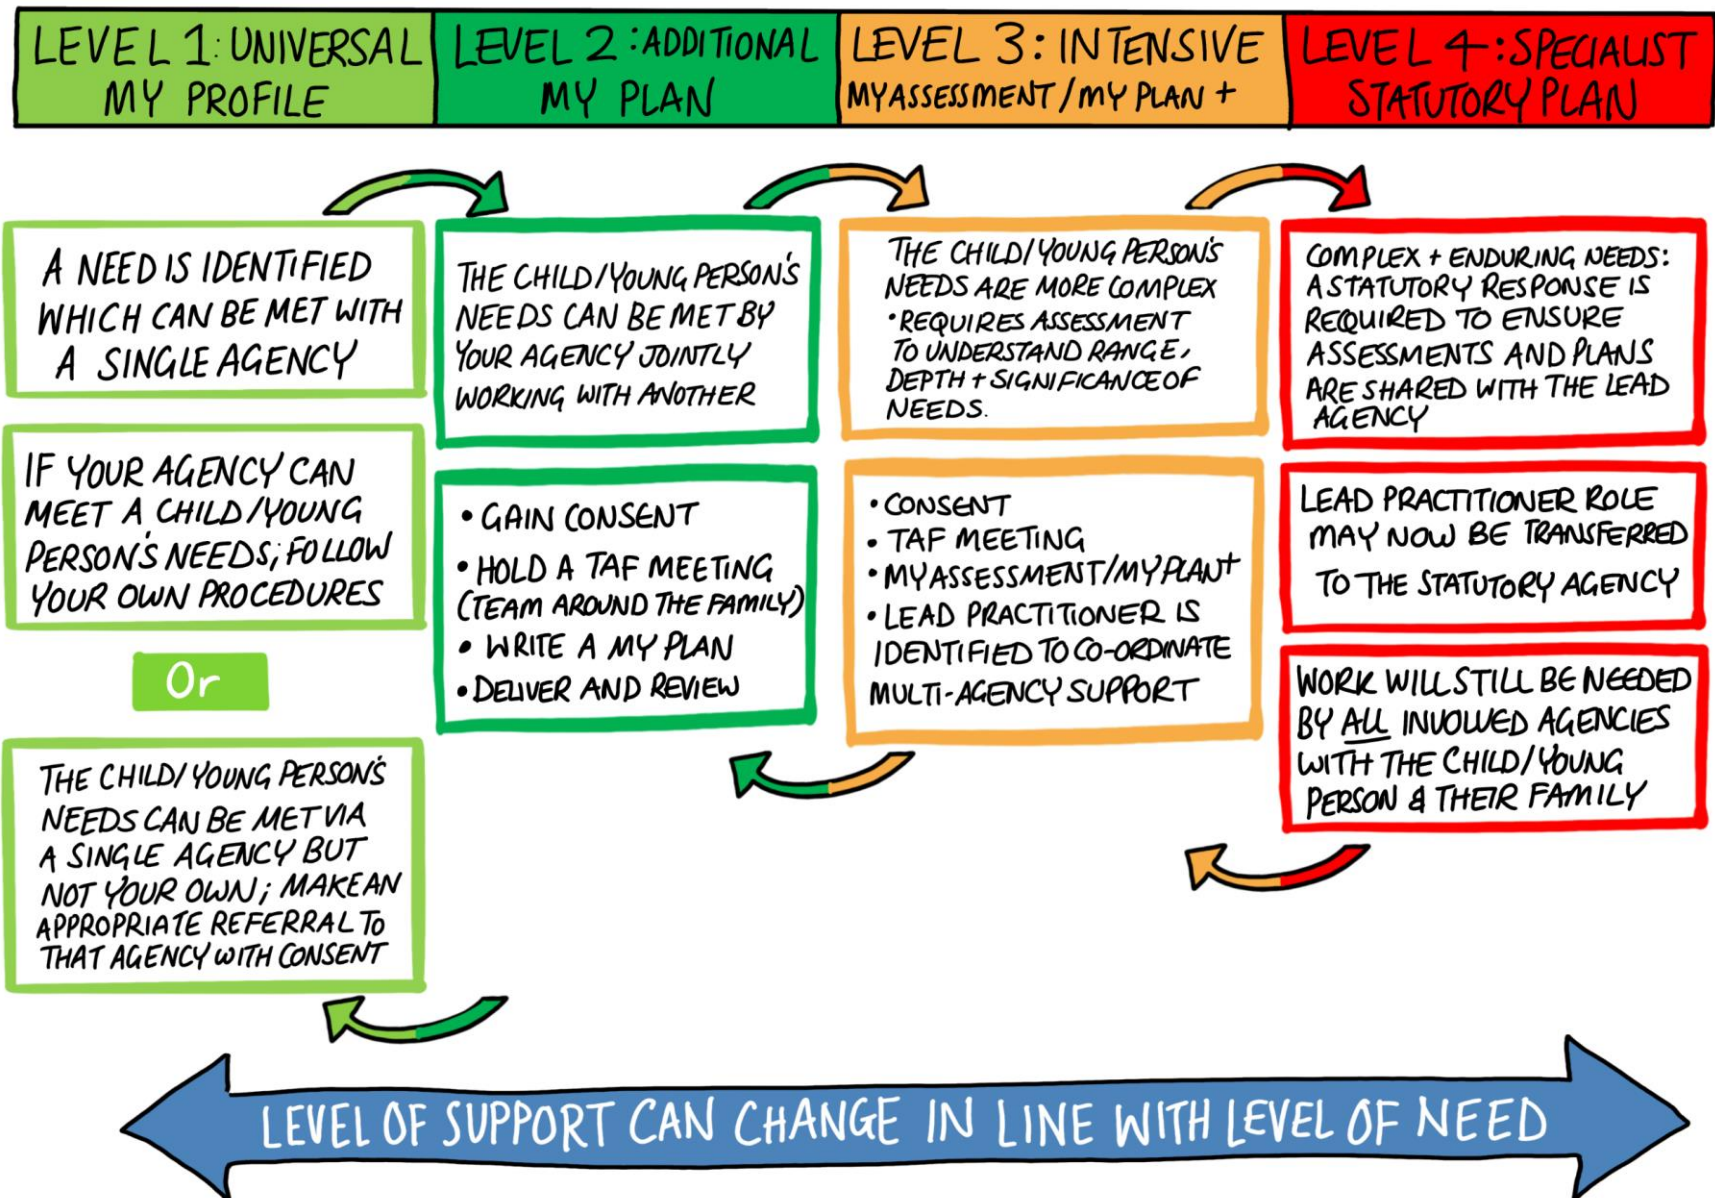 LEVEL 1: UNIVERSAL
MY PROFILE
LEVEL 2: ADDITIONAL
MY PLAN
LEVEL 3: INTENSIVE
MY ASSESSMENT/MY PLAN +
LEVEL 4: SPECIALIST
STATUTORY PLAN
A NEED IS IDENTIFIED
WHICH CAN BE MET WITH
A SINGLE AGENCY
IF YOUR AGENCY CAN
MEET A CHILD/YOUNG
PERSON'S NEEDS; FOLLOW
YOUR OWN PROCEDURES
Or
THE CHILD/YOUNG PERSON'S
NEEDS CAN BE MET VIA
A SINGLE AGENCY BUT
NOT YOUR OWN; MAKE AN
APPROPRIATE REFERRAL TO
THAT AGENCY WITH CONSENT
THE CHILD/YOUNG PERSON'S
NEEDS CAN BE MET BY
YOUR AGENCY JOINTLY
WORKING WITH ANOTHER
• GAIN CONSENT
• HOLD A TAF MEETING
(TEAM AROUND THE FAMILY)
• WRITE A MY PLAN
• DELIVER AND REVIEW
THE CHILD/YOUNG PERSON'S
NEEDS ARE MORE COMPLEX
• REQUIRES ASSESSMENT
TO UNDERSTAND RANGE,
DEPTH + SIGNIFICANCE OF
NEEDS.
• CONSENT
• TAF MEETING
• MY ASSESSMENT/MY PLAN+
• LEAD PRACTITIONER IS
IDENTIFIED TO CO-ORDINATE
MULTI-AGENCY SUPPORT
COMPLEX + ENDURING NEEDS:
A STATUTORY RESPONSE IS
REQUIRED TO ENSURE
ASSESSMENTS AND PLANS
ARE SHARED WITH THE LEAD
AGENCY
LEAD PRACTITIONER ROLE
MAY NOW BE TRANSFERRED
TO THE STATUTORY AGENCY
WORK WILL STILL BE NEEDED
BY ALL INVOLVED AGENCIES
WITH THE CHILD/YOUNG
PERSON & THEIR FAMILY
LEVEL OF SUPPORT CAN CHANGE IN LINE WITH LEVEL OF NEED